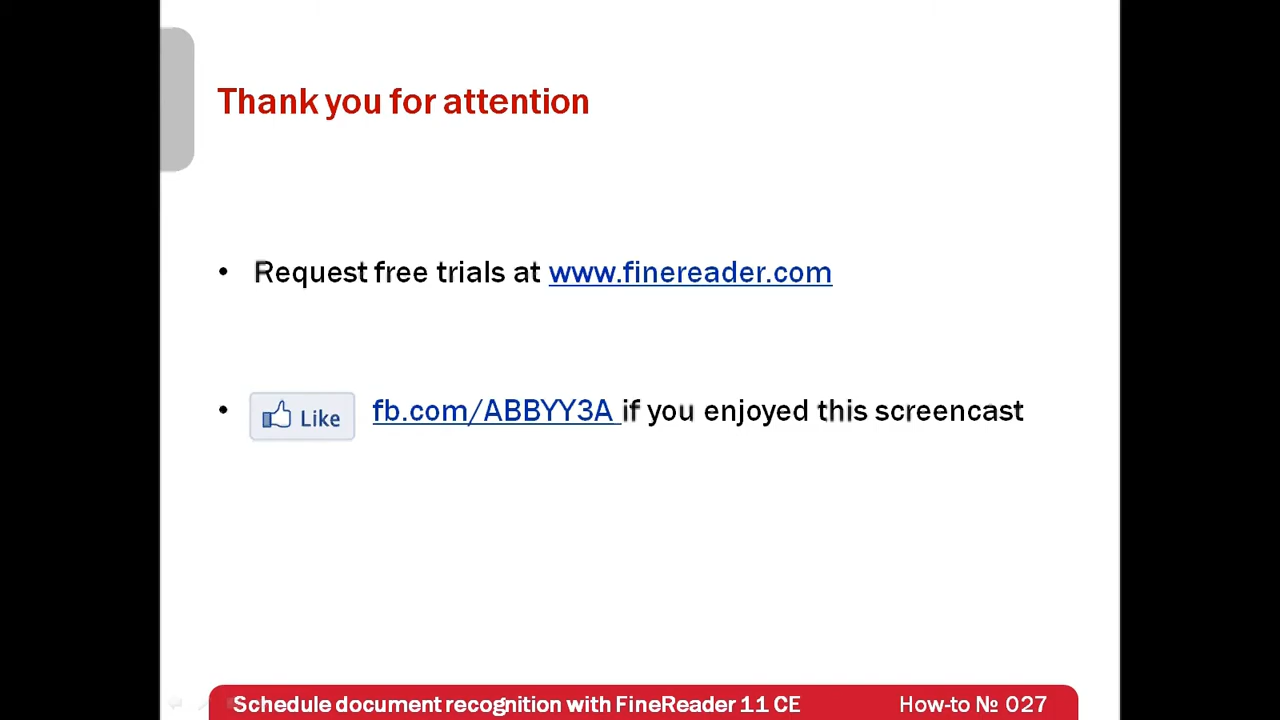 Thank you for attention
• Request free trials at www.finereader.com
• Like fb.com/ABBYY3A if you enjoyed this screencast
Schedule document recognition with FineReader 11 CE How-to № 027